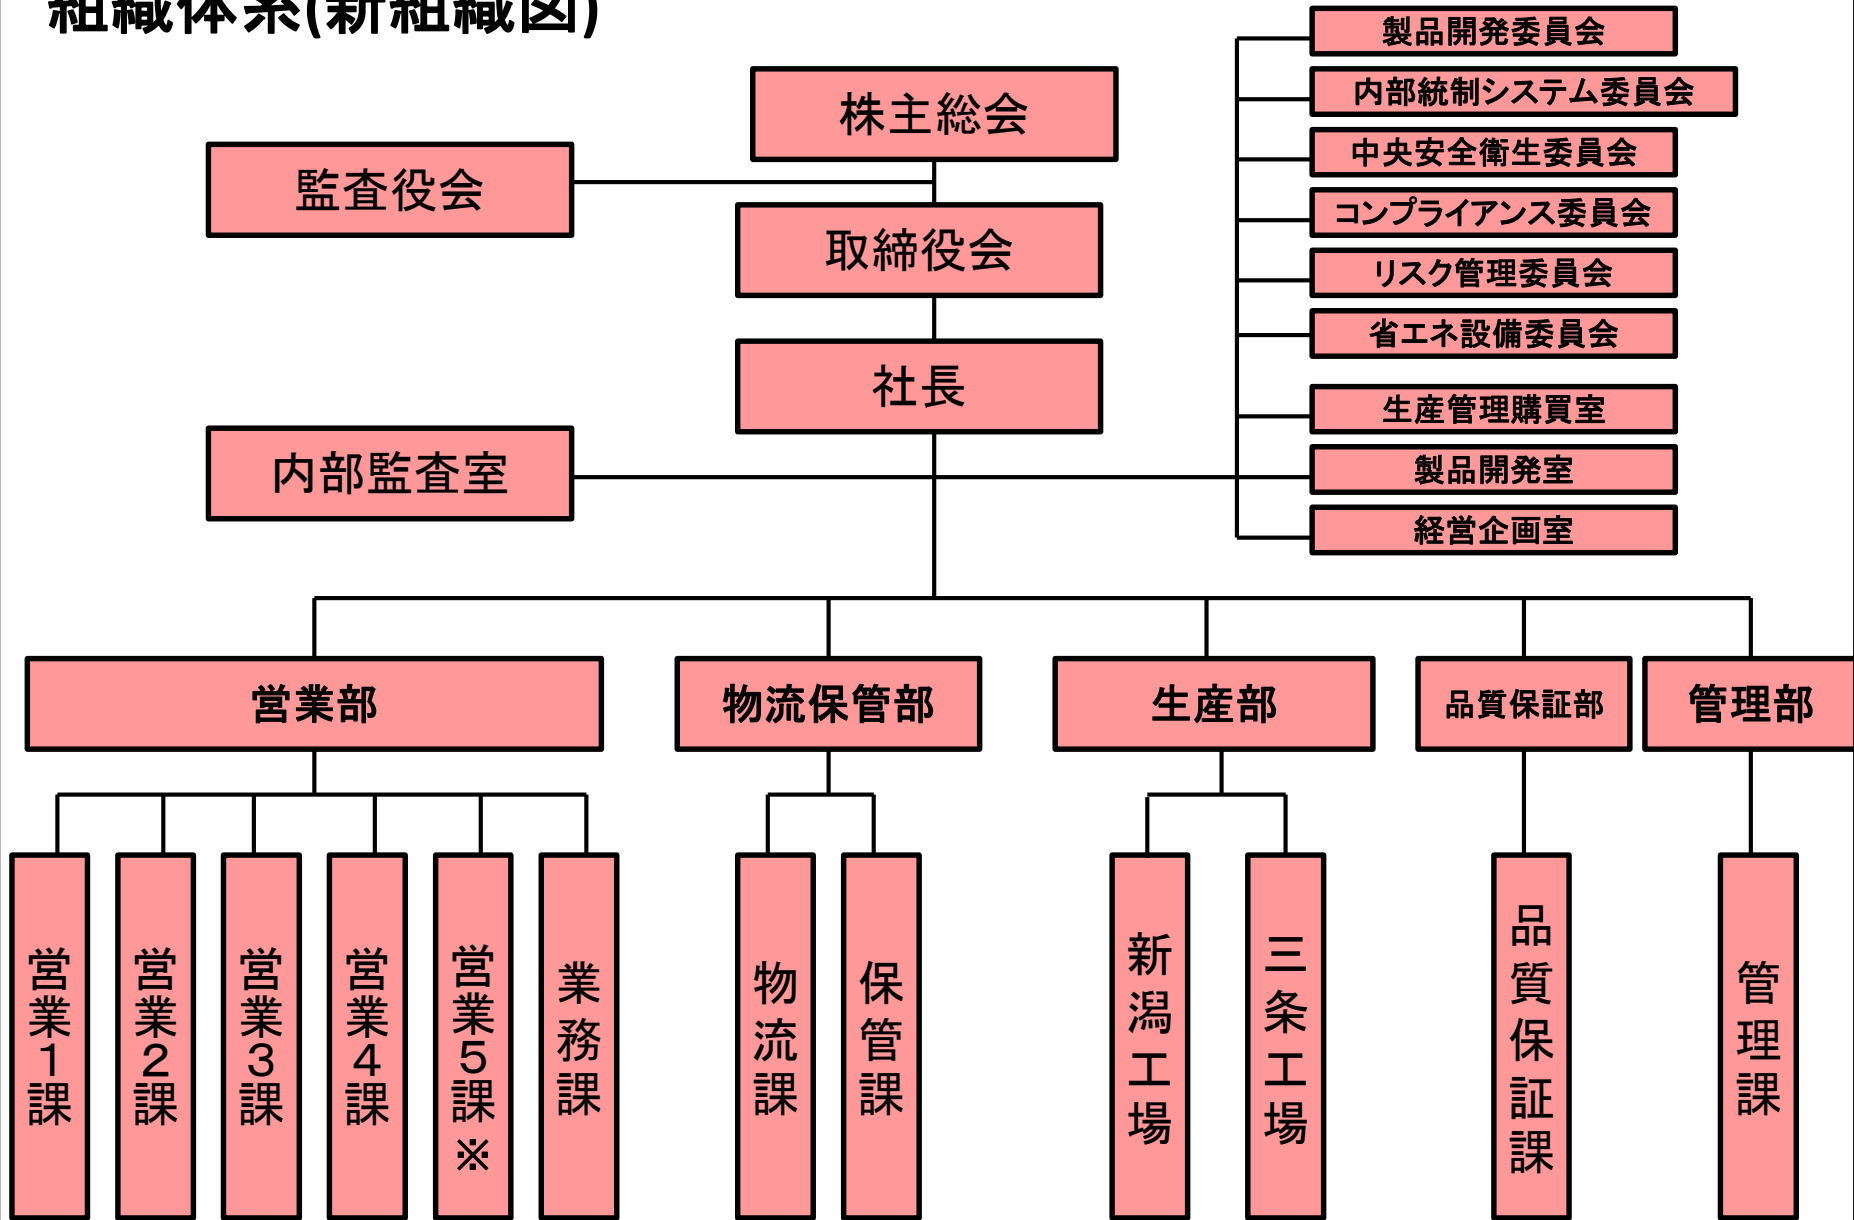 組織体系(新組織図)
株主総会
監査役会
取締役会
社長
内部監査室
製品開発委員会
内部統制システム委員会
中央安全衛生委員会
コンプライアンス委員会
リスク管理委員会
省エネ設備委員会
生産管理購買室
製品開発室
経営企画室
営業部
物流保管部
生産部
品質保証部
管理部
営業1課
営業2課
営業3課
営業4課
営業5課※
業務課
物流課
保管課
新潟工場
三条工場
品質保証課
管理課